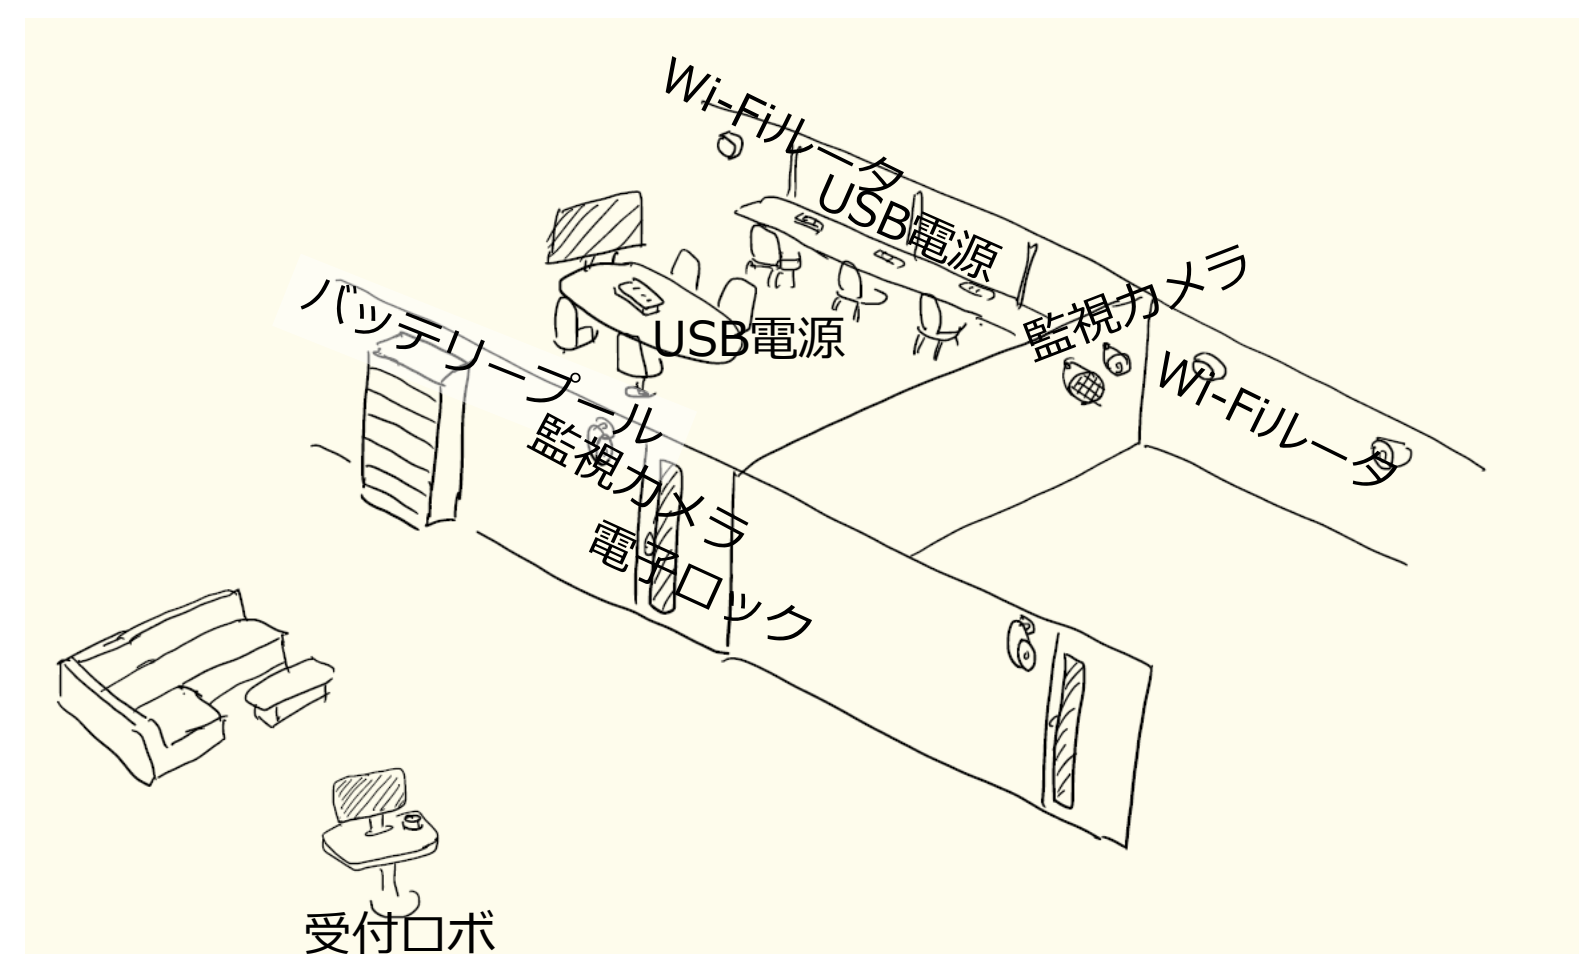 Wi-Fiルータ
USB電源
監視カメラ
バッテリープール
USB電源
Wi-Fiルータ
監視カメラ
電子ロック
受付ロボ